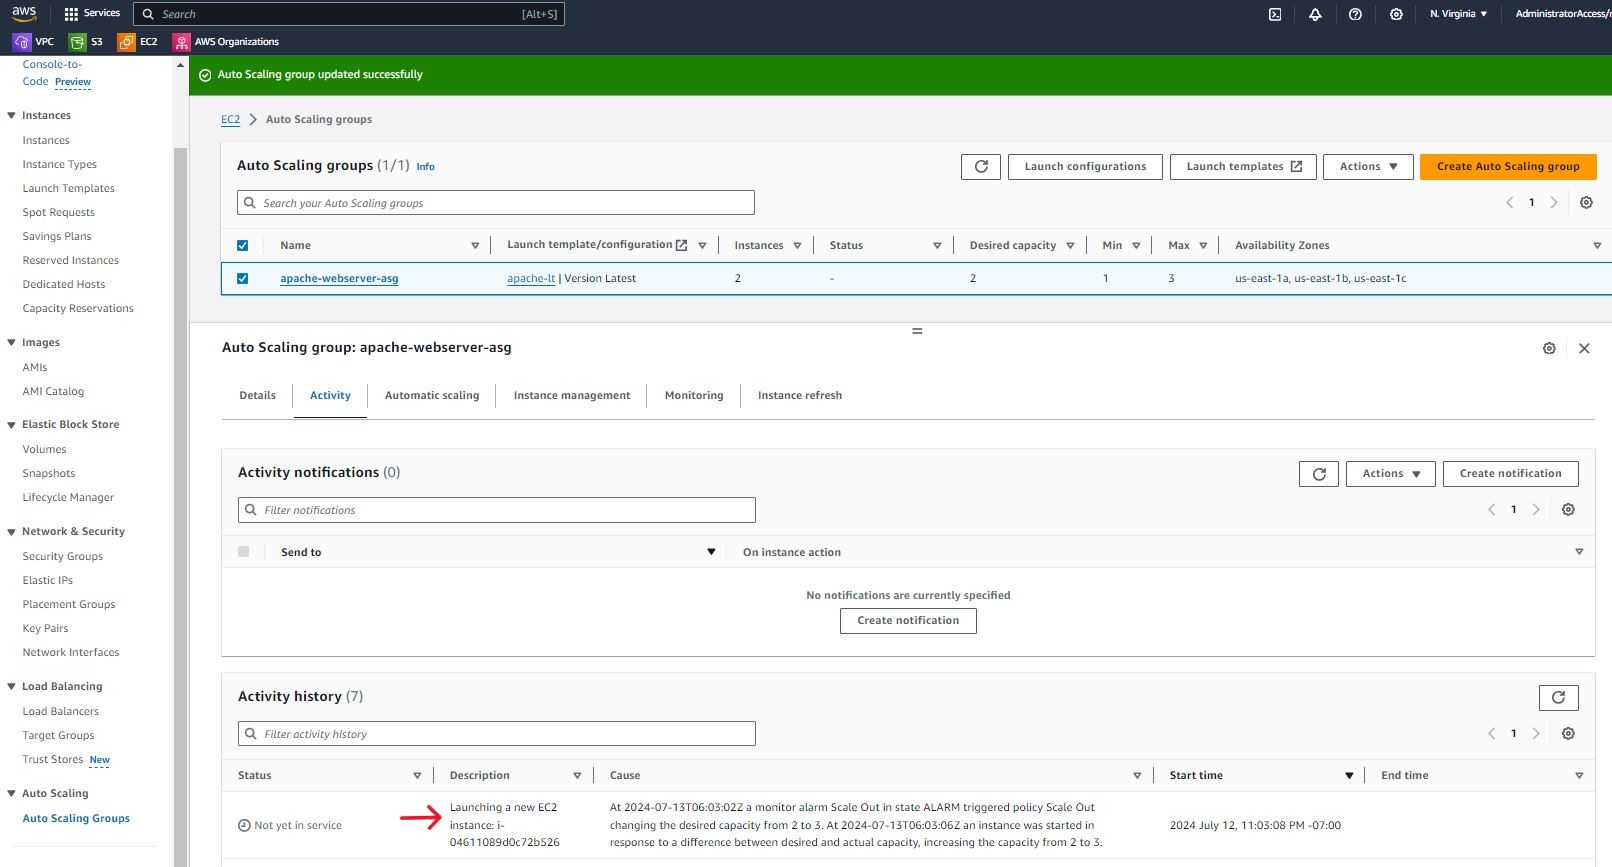 aws
Services
Search
[Alt+S]
N. Virginia
AdministratorAccess/
VPC
S3
EC2
AWS Organizations
Console-to-
Code Preview
Instances
Instances
Instance Types
Launch Templates
Spot Requests
Savings Plans
Reserved Instances
Dedicated Hosts
Capacity Reservations
Images
AMIs
AMI Catalog
Elastic Block Store
Volumes
Snapshots
Lifecycle Manager
Network & Security
Security Groups
Elastic IPs
Placement Groups
Key Pairs
Network Interfaces
Load Balancing
Load Balancers
Target Groups
Trust Stores New
Auto Scaling
Auto Scaling Groups
Auto Scaling group updated successfully
EC2 > Auto Scaling groups
Auto Scaling groups (1/1) Info
Launch configurations
Launch templates
Actions
Create Auto Scaling group
Search your Auto Scaling groups
1
Name Launch template/configuration Instances Status Desired capacity Min Max Availability Zones
apache-webserver-asg apache-lt | Version Latest 2 - 2 1 3 us-east-1a, us-east-1b, us-east-1c
Auto Scaling group: apache-webserver-asg
Details Activity Automatic scaling Instance management Monitoring Instance refresh
Activity notifications (0)
Actions
Create notification
Filter notifications
1
Send to On instance action
No notifications are currently specified
Create notification
Activity history (7)
Filter activity history
1
Status Description Cause Start time End time
Not yet in service
Launching a new EC2
instance: i-
04611089d0c72b526
At 2024-07-13T06:03:02Z a monitor alarm Scale Out in state ALARM triggered policy Scale Out
changing the desired capacity from 2 to 3. At 2024-07-13T06:03:06Z an instance was started in
response to a difference between desired and actual capacity, increasing the capacity from 2 to 3.
2024 July 12, 11:03:08 PM -07:00